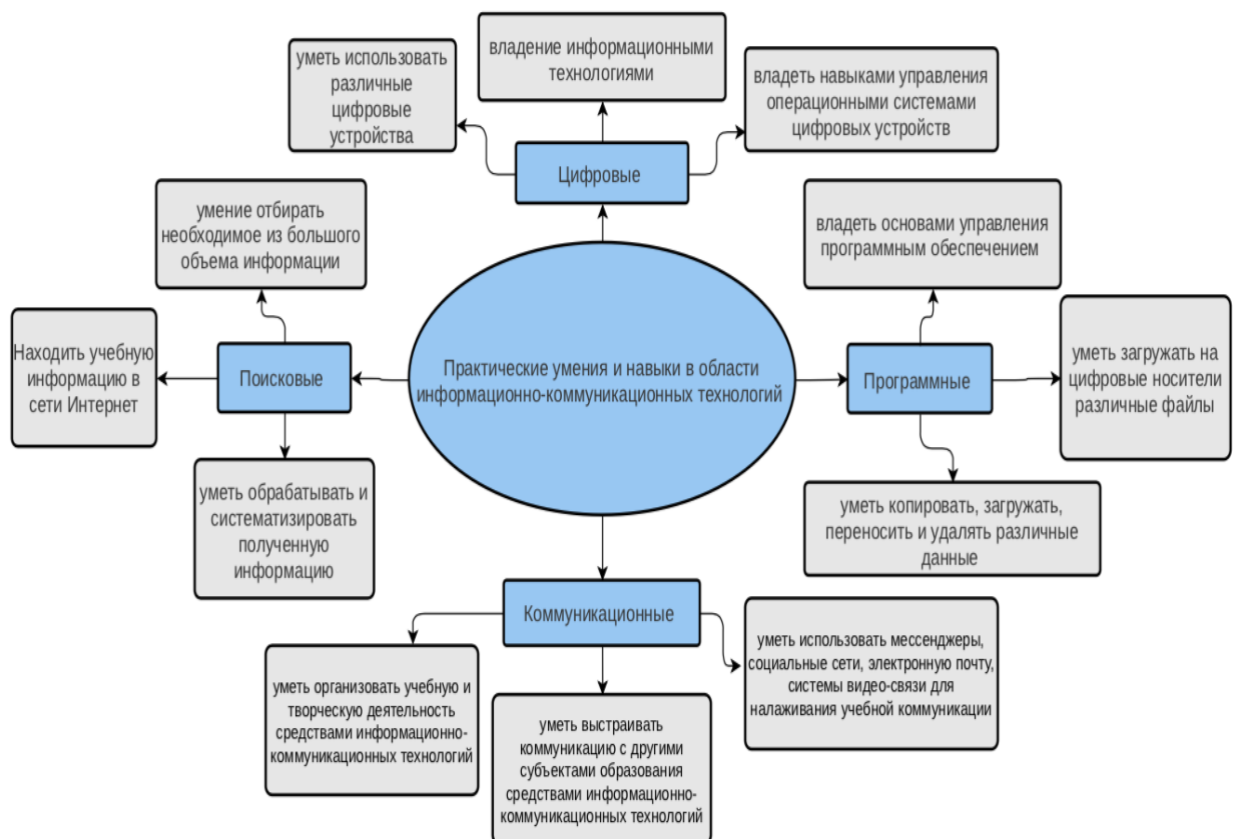 уметь использовать
различные
цифровые
устройства
владение информационными
технологиями
владеть навыками управления
операционными системами
цифровых устройств
Цифровые
умение отбирать
необходимое из большого
объема информации
владеть основами управления
программным обеспечением
Находить учебную
информацию в
сети Интернет
Поисковые
Практические умения и навыки в области
информационно-коммуникационных технологий
Программные
уметь загружать на
цифровые носители
различные файлы
уметь обрабатывать и
систематизировать
полученную
информацию
уметь копировать, загружать,
переносить и удалять различные
данные
Коммуникационные
уметь организовать учебную и
творческую деятельность
средствами информационно-
коммуникационных технологий
уметь выстраивать
коммуникацию с другими
субъектами образования
средствами информационно-
коммуникационных технологий
уметь использовать мессенджеры,
социальные сети, электронную почту,
системы видео-связи для
налаживания учебной коммуникации